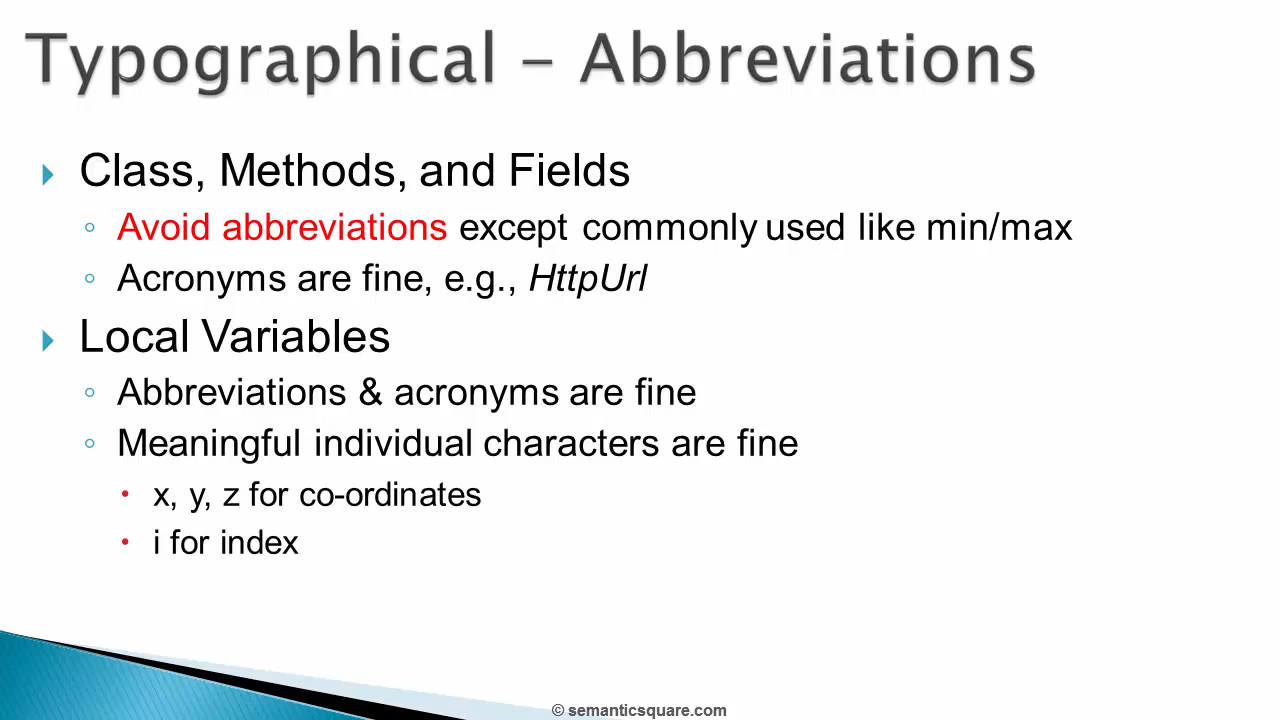 Typographical - Abbreviations
Class, Methods, and Fields
Avoid abbreviations except commonly used like min/max
Acronyms are fine, e.g., HttpUrl
Local Variables
Abbreviations & acronyms are fine
Meaningful individual characters are fine
x, y, z for co-ordinates
i for index
© semanticsquare.com